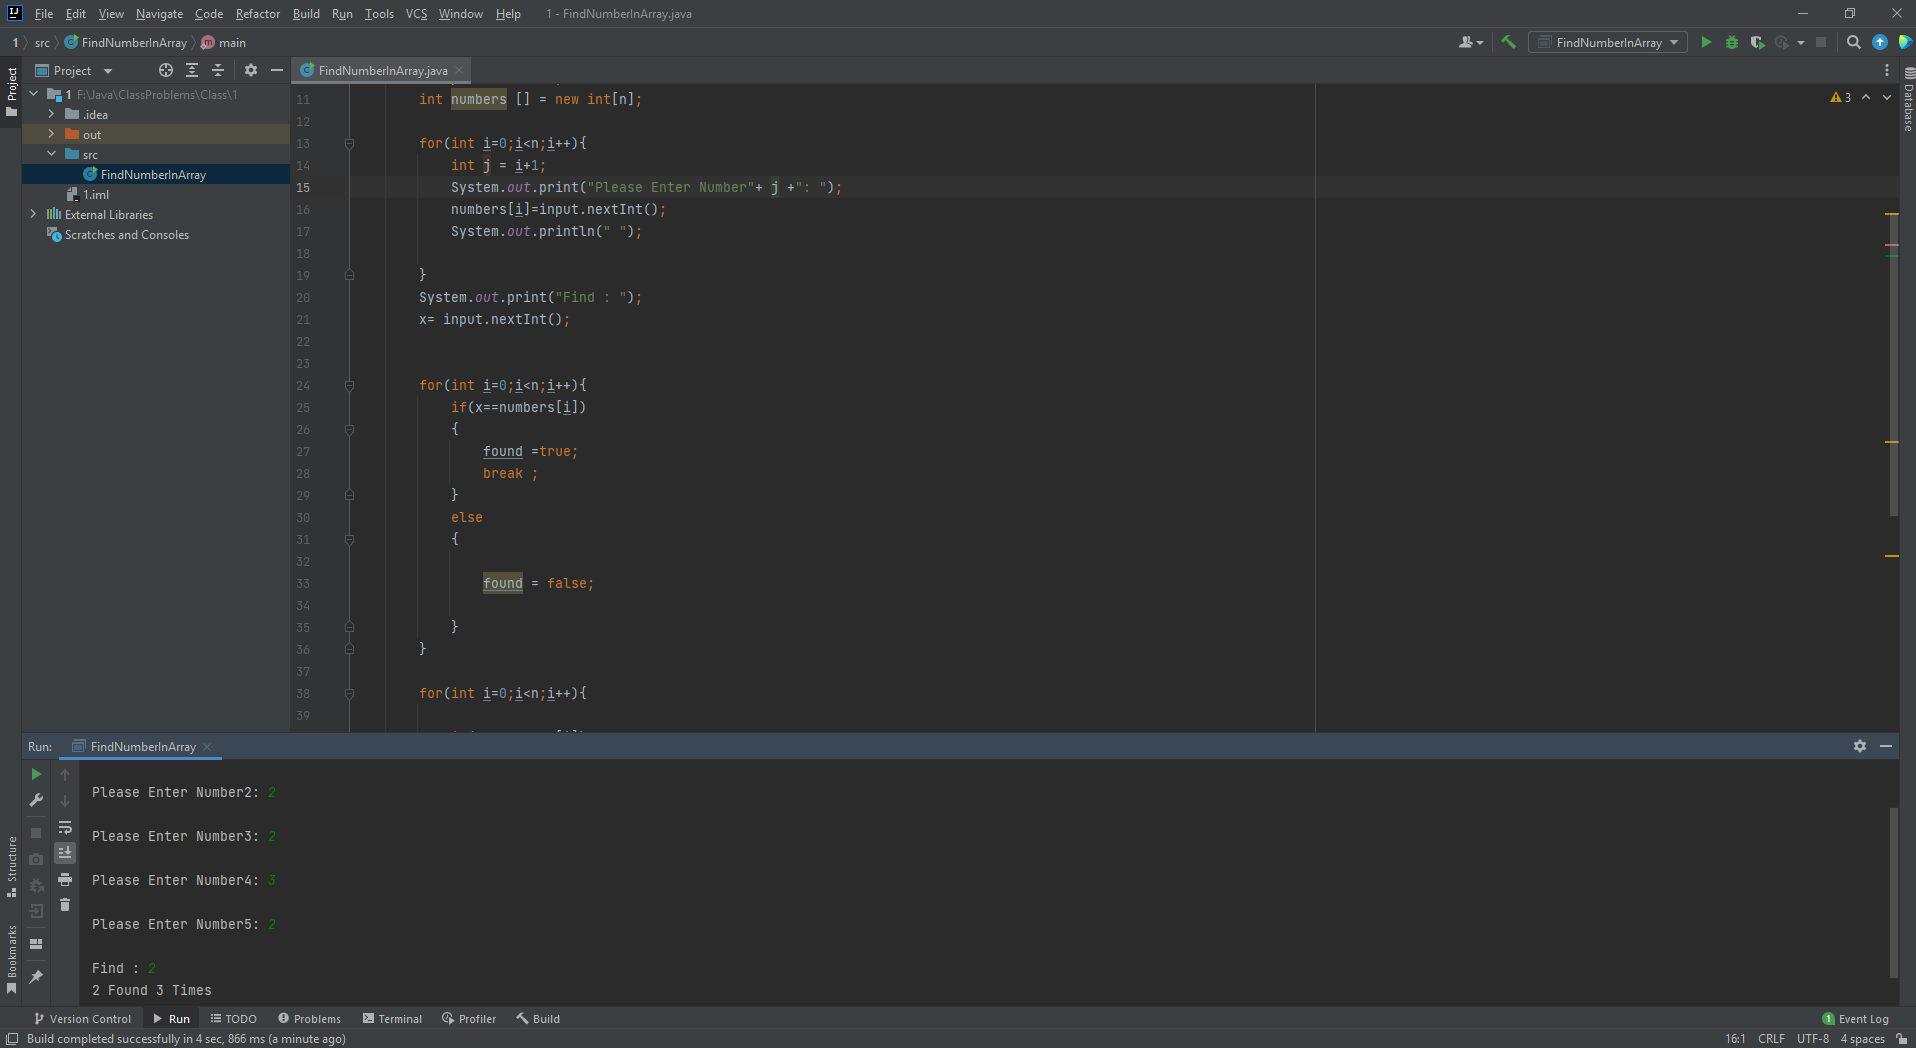 File Edit View Navigate Code Refactor Build Run Tools VCS Window Help 1 - FindNumberInArray.java
1 src FindNumberInArray main
FindNumberInArray
Project
FindNumberInArray.java
Project
1 F:\Java\ClassProblems\Class\1
.idea
out
src
FindNumberInArray
1.iml
External Libraries
Scratches and Consoles
3
Database
11 int numbers [] = new int[n];
12
13 for(int i=0;i<n;i++){
14 int j = i+1;
15 System.out.print("Please Enter Number"+ j +": ");
16 numbers[i]=input.nextInt();
17 System.out.println(" ");
18
19 }
20 System.out.print("Find : ");
21 x= input.nextInt();
22
23
24 for(int i=0;i<n;i++){
25 if(x==numbers[i])
26 {
27 found =true;
28 break ;
29 }
30 else
31 {
32
33 found = false;
34
35 }
36 }
37
38 for(int i=0;i<n;i++){
39
Run: FindNumberInArray
Please Enter Number2: 2
Please Enter Number3: 2
Please Enter Number4: 3
Please Enter Number5: 2
Find : 2
2 Found 3 Times
Structure
Bookmarks
Version Control Run TODO Problems Terminal Profiler Build 1 Event Log
Build completed successfully in 4 sec, 866 ms (a minute ago) 16:1 CRLF UTF-8 4 spaces